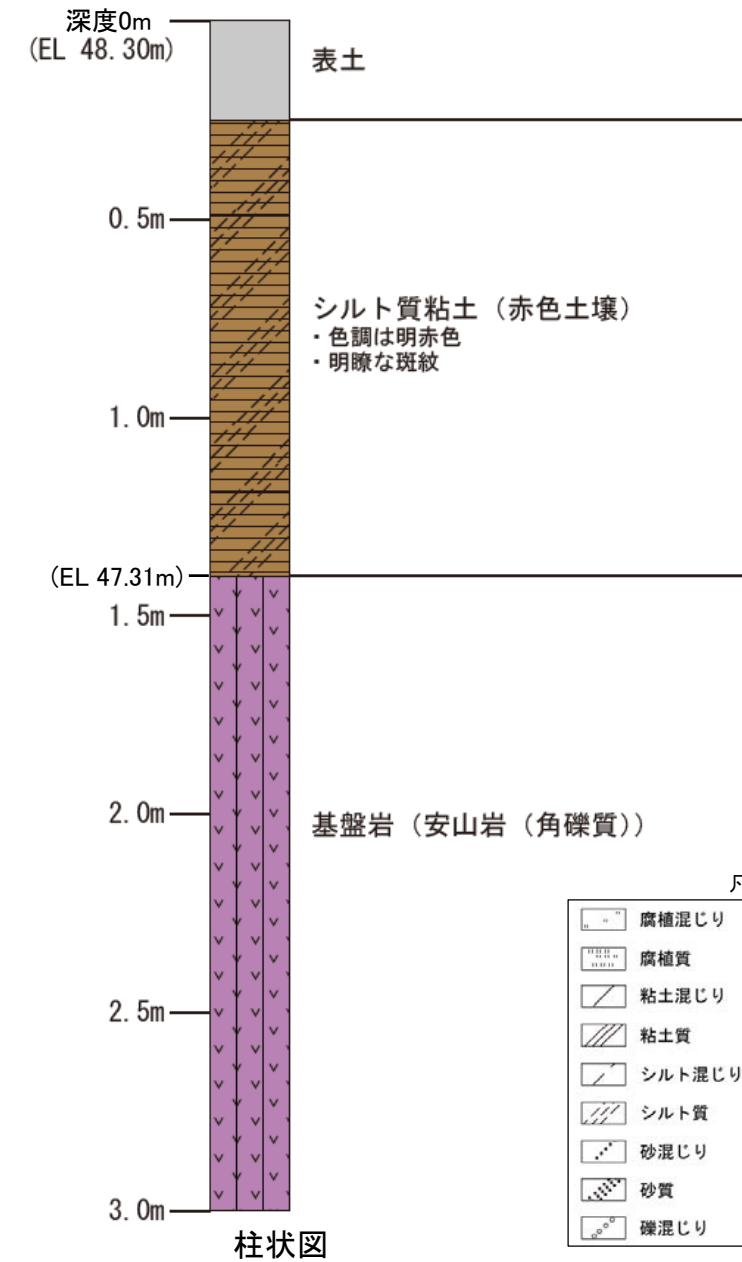 深度0m
(EL 48.30m)
表土
0.5m
シルト質粘土（赤色土壌）
・色調は明赤色
・明瞭な斑紋
1.0m
(EL 47.31m)
1.5m
2.0m
基盤岩（安山岩（角礫質））
2.5m
3.0m
柱状図
腐植混じり
腐植質
粘土混じり
粘土質
シルト混じり
シルト質
砂混じり
砂質
礫混じり